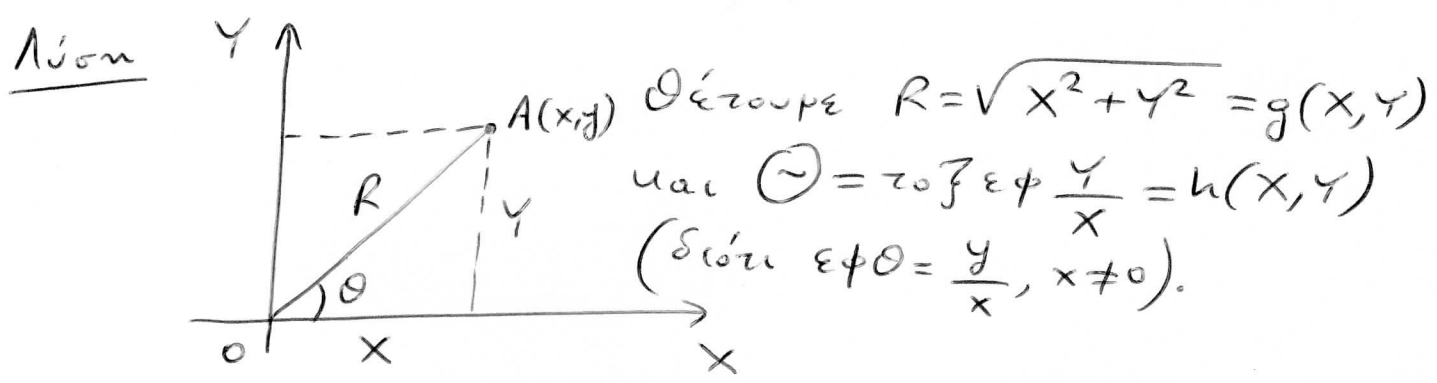 Λύση
Y
A(x,y)
R
Y
θ
O
X
X
Θέτουμε R = √(X² + Y²) = g(X, Y)
και Θ = τοξεφ Y/X = h(X, Y)
(διότι εφθ = y/x, x ≠ 0).